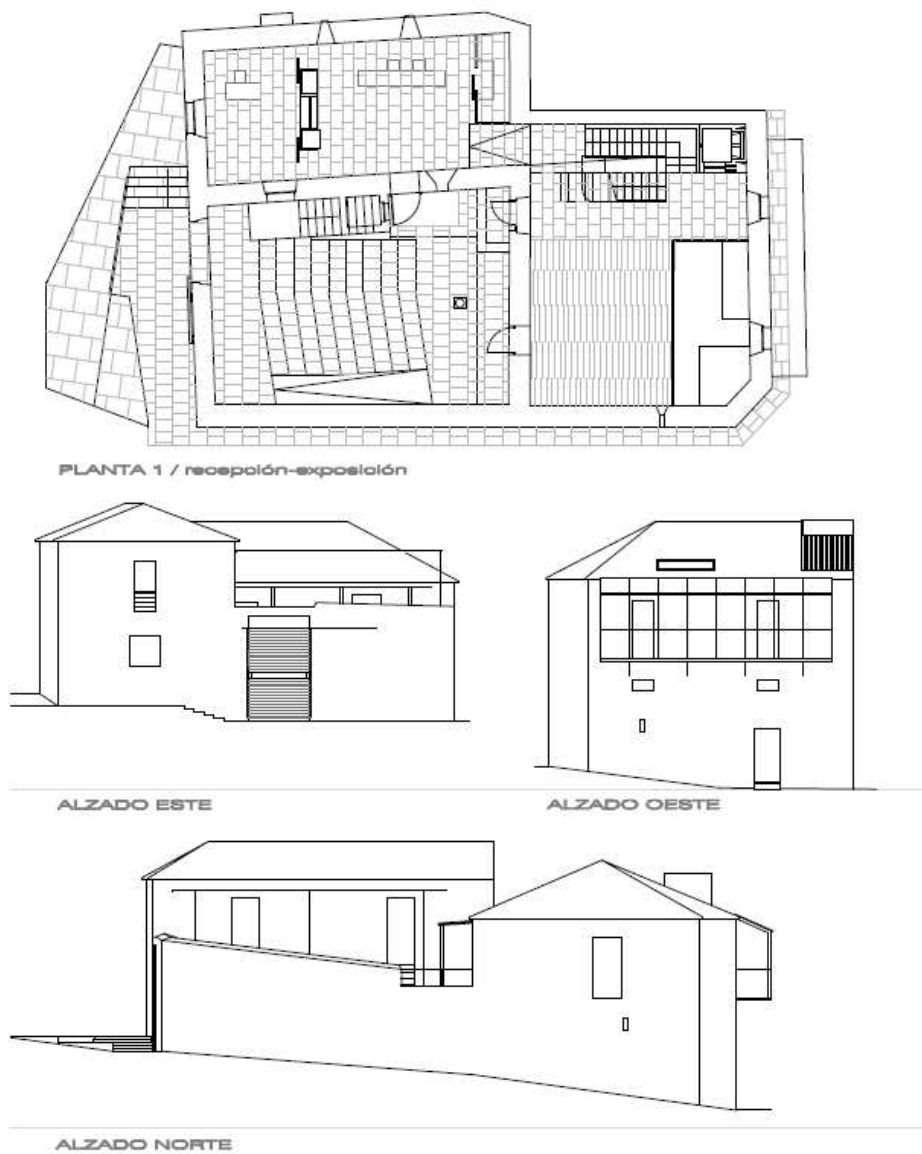 PLANTA 1 / recepción-exposición
ALZADO ESTE
ALZADO OESTE
ALZADO NORTE